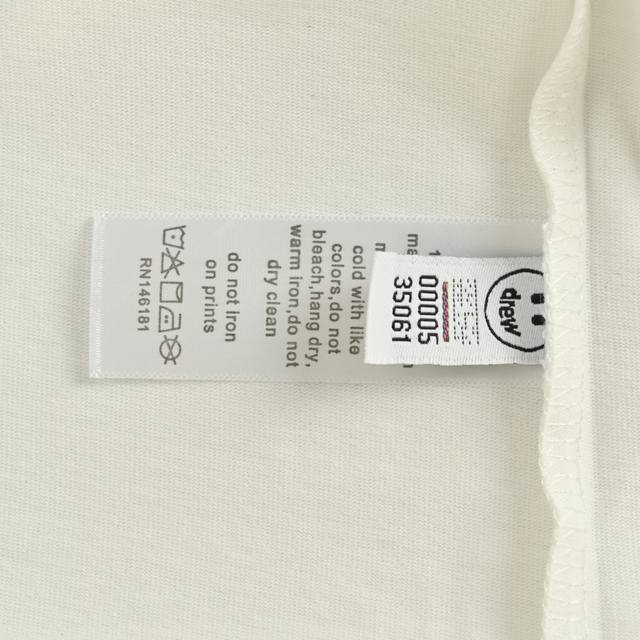 drew
00005
35061
cold with like
colors,do not
bleach,hang dry,
warm iron,do not
dry clean
do not Iron
on prints
RN146181